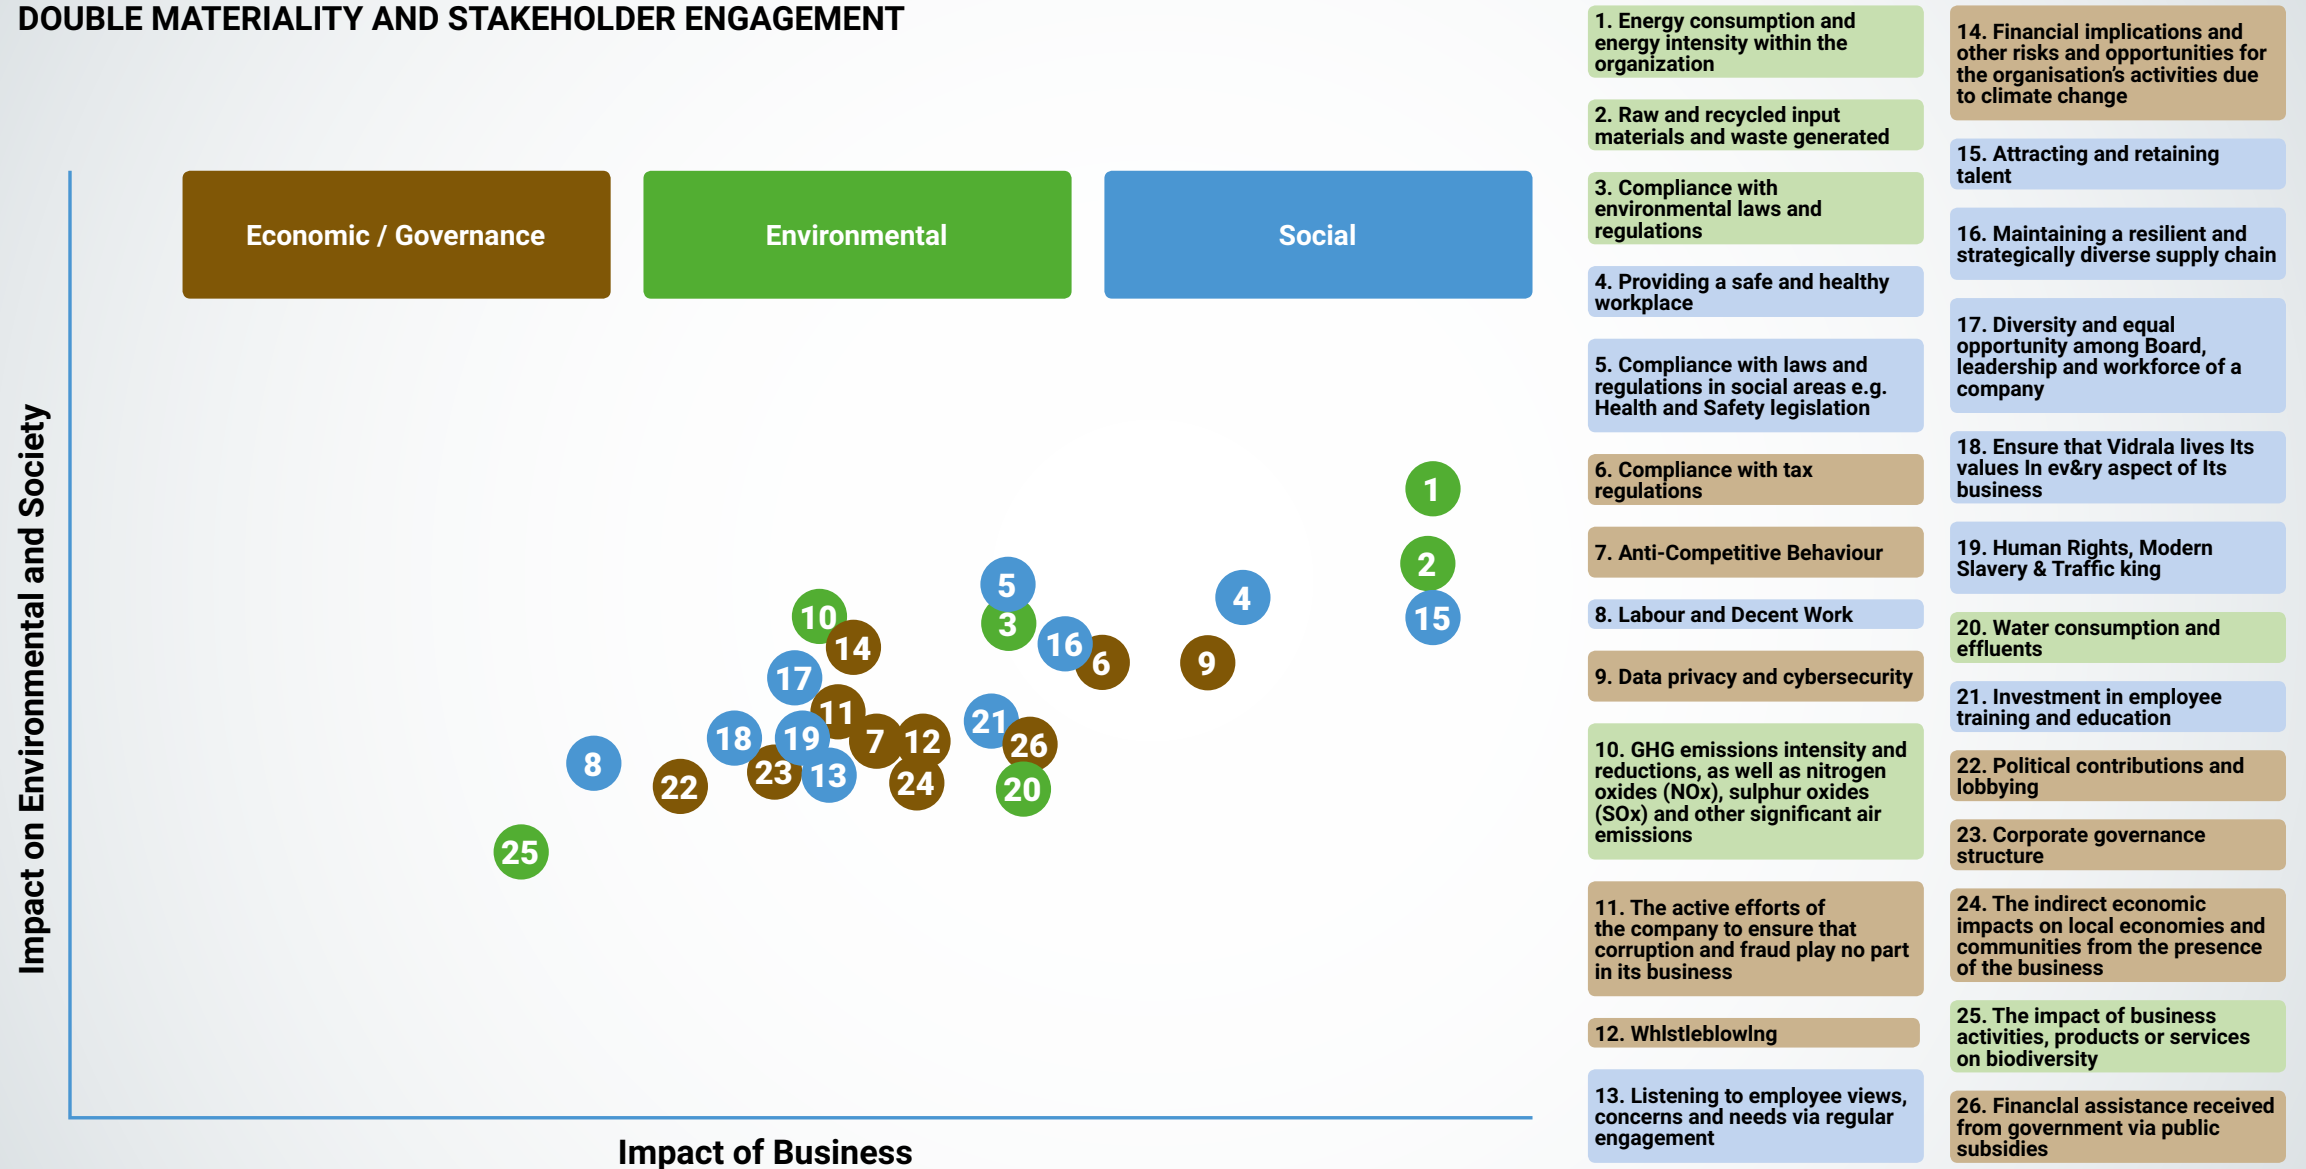 DOUBLE MATERIALITY AND STAKEHOLDER ENGAGEMENT
Economic / Governance
Environmental
Social
Impact on Environmental and Society
1
2
5
4
10
3
15
14
16
6
9
17
11
21
18
19
7
12
26
8
23
13
22
24
20
25
Impact of Business
1. Energy consumption and
energy intensity within the
organization
2. Raw and recycled input
materials and waste generated
3. Compliance with
environmental laws and
regulations
4. Providing a safe and healthy
workplace
5. Compliance with laws and
regulations in social areas e.g.
Health and Safety legislation
6. Compliance with tax
regulations
7. Anti-Competitive Behaviour
8. Labour and Decent Work
9. Data privacy and cybersecurity
10. GHG emissions intensity and
reductions, as well as nitrogen
oxides (NOx), sulphur oxides
(SOx) and other significant air
emissions
11. The active efforts of
the company to ensure that
corruption and fraud play no part
in its business
12. Whlstleblowlng
13. Listening to employee views,
concerns and needs via regular
engagement
14. Financial implications and
other risks and opportunities for
the organisation's activities due
to climate change
15. Attracting and retaining
talent
16. Maintaining a resilient and
strategically diverse supply chain
17. Diversity and equal
opportunity among Board,
leadership and workforce of a
company
18. Ensure that Vidrala lives Its
values In ev&ry aspect of Its
business
19. Human Rights, Modern
Slavery & Traffic king
20. Water consumption and
effluents
21. Investment in employee
training and education
22. Political contributions and
lobbying
23. Corporate governance
structure
24. The indirect economic
impacts on local economies and
communities from the presence
of the business
25. The impact of business
activities, products or services
on biodiversity
26. Financlal assistance received
from government via public
subsidies